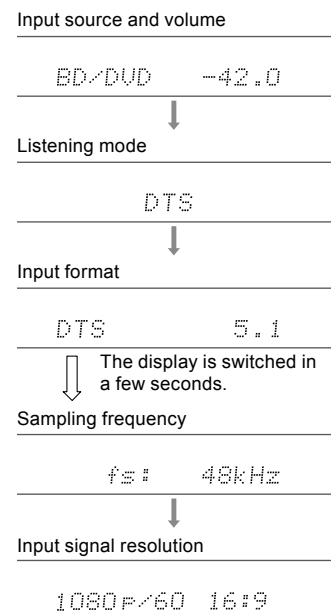 Input source and volume
BD/DVD -42.0
Listening mode
DTS
Input format
DTS 5.1
The display is switched in
a few seconds.
Sampling frequency
fs: 48kHz
Input signal resolution
1080p/60 16:9